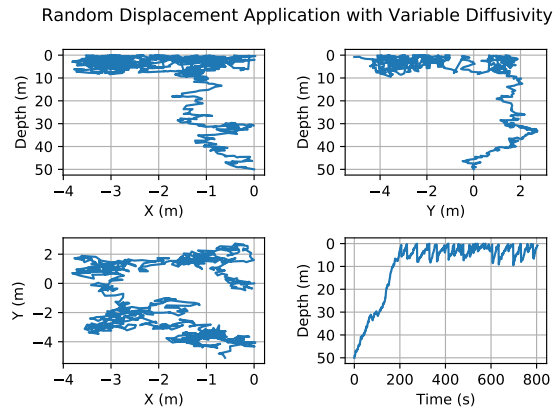 Random Displacement Application with Variable Diffusivity
0
10
20
30
40
50
Depth (m)
−4 −3 −2 −1 0
X (m)
0
10
20
30
40
50
Depth (m)
−4 −2 0 2
Y (m)
2
0
−2
−4
Y (m)
−4 −3 −2 −1 0
X (m)
0
10
20
30
40
50
Depth (m)
0 200 400 600 800
Time (s)